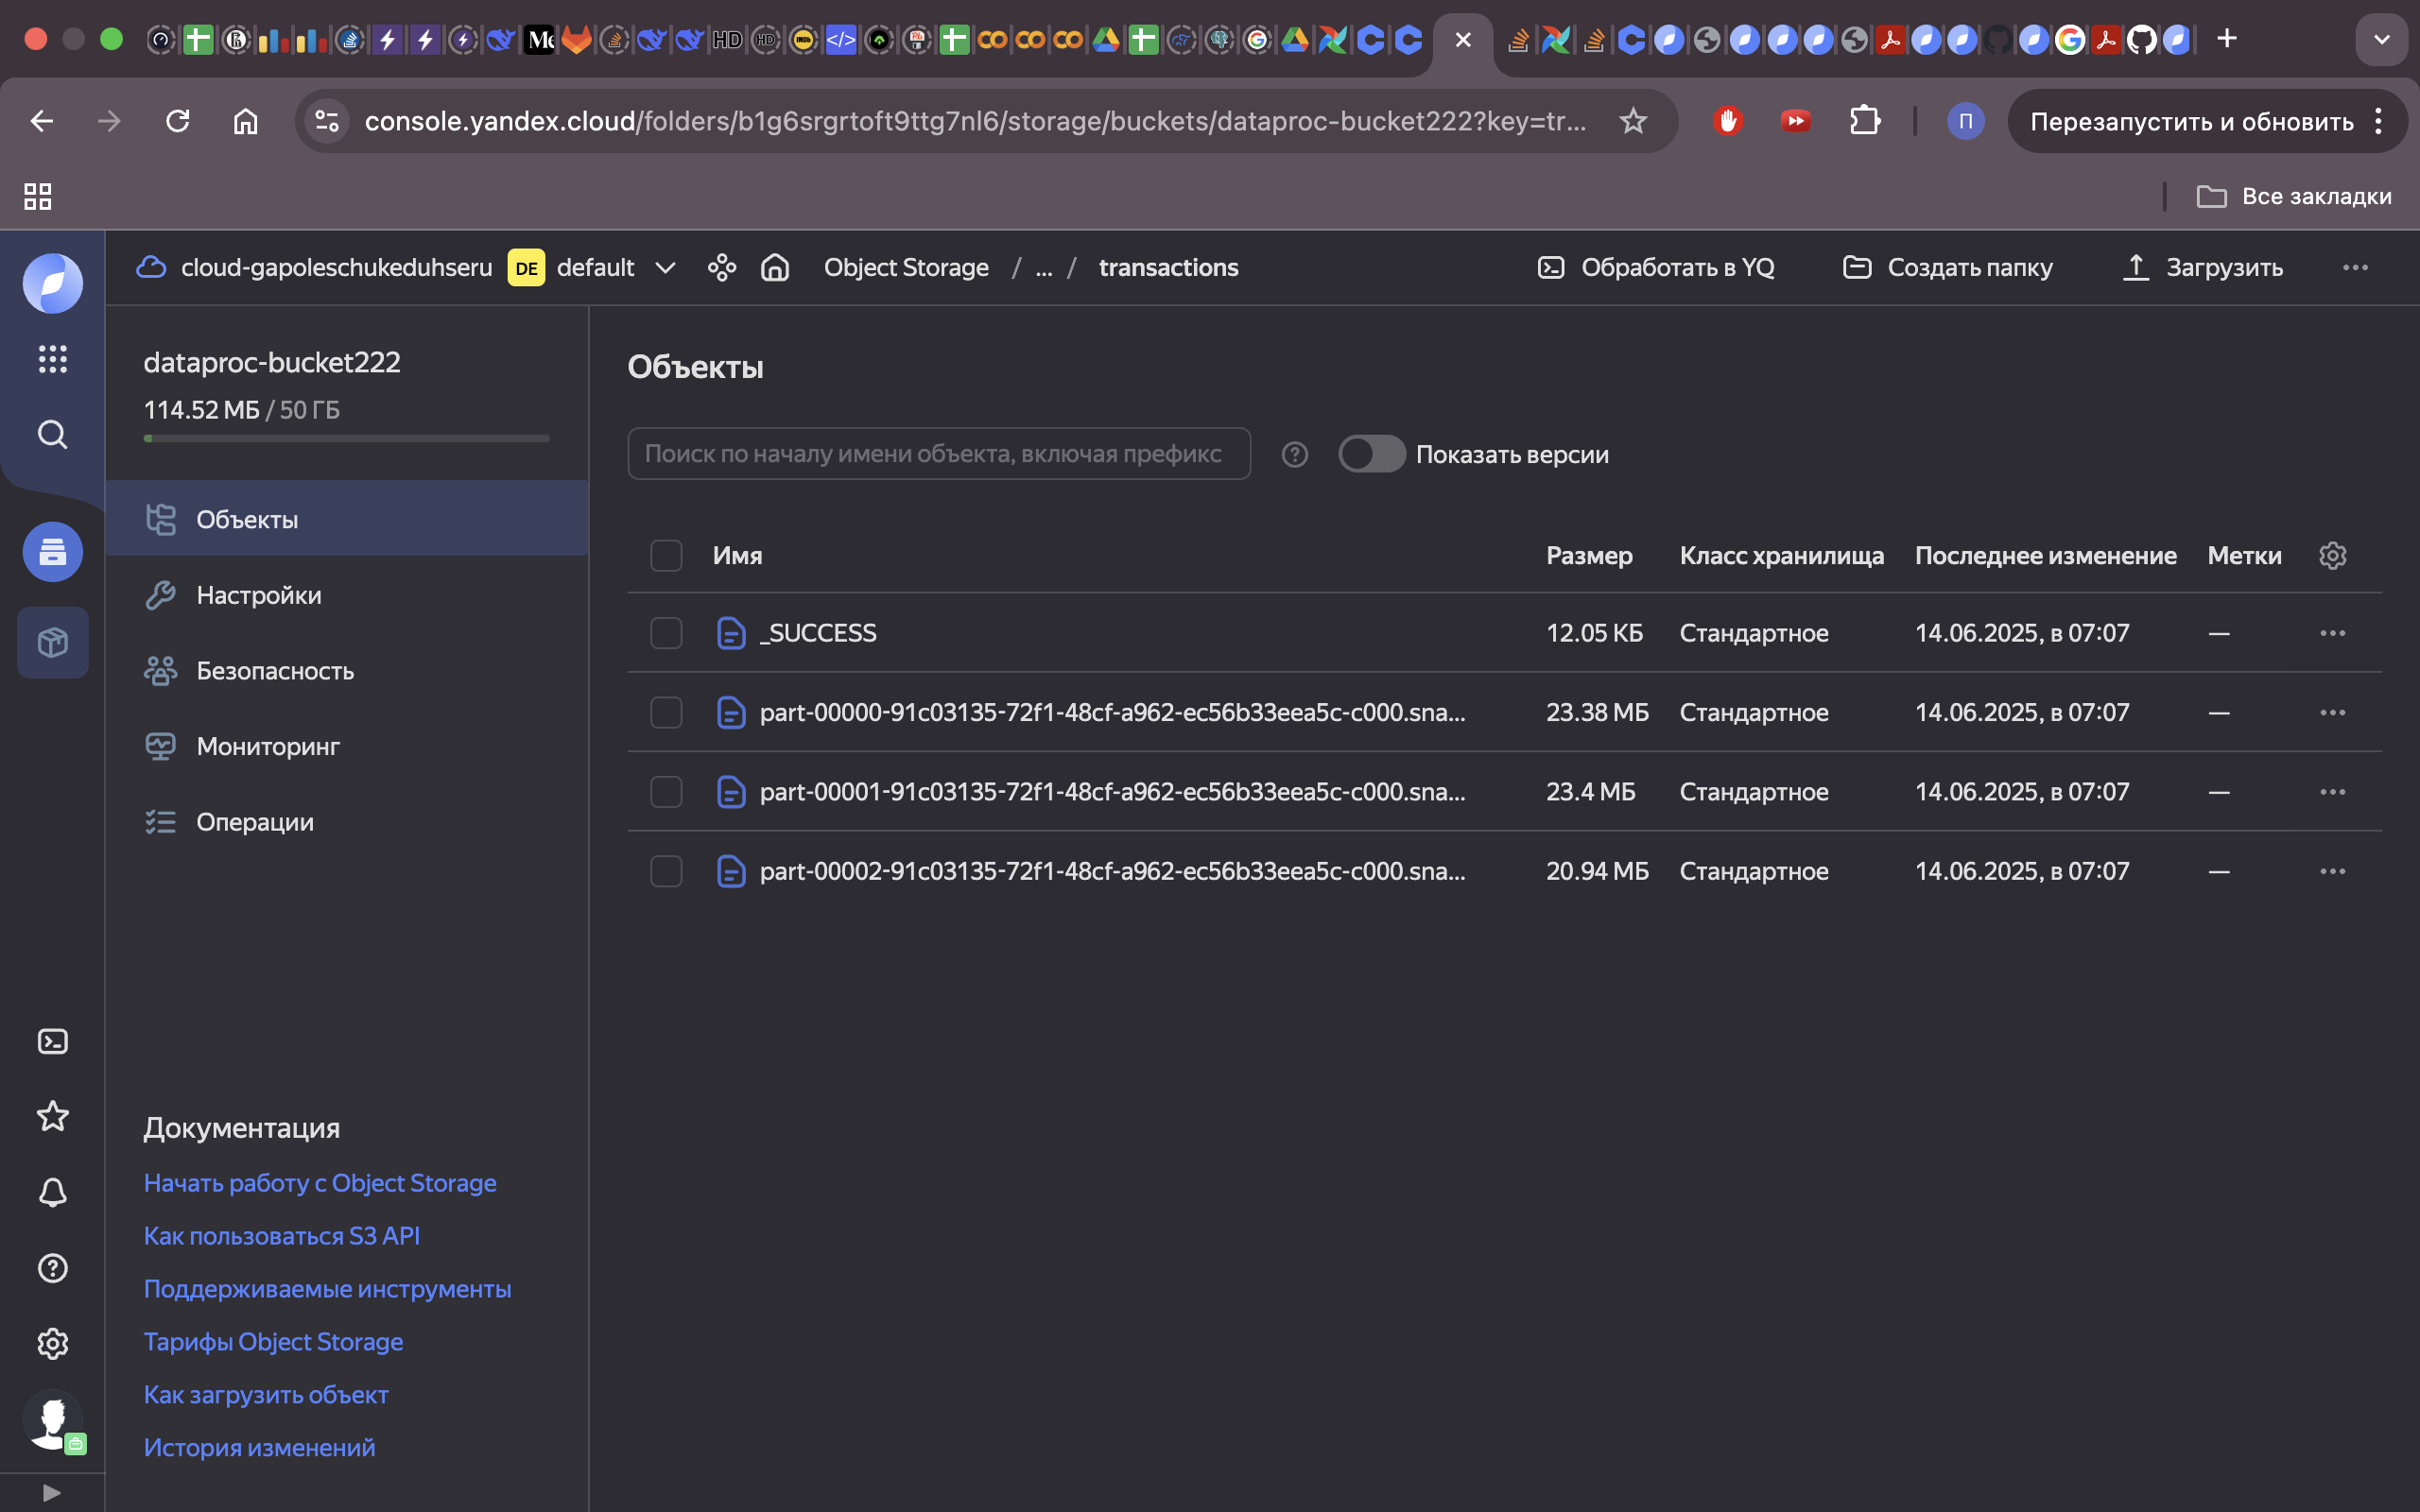 HD
HD
</>
Перезапустить и обновить
console.yandex.cloud/folders/b1g6srgrtoft9ttg7nl6/storage/buckets/dataproc-bucket222?key=tr...
П
Все закладки
cloud-gapoleschukeduhseru DE default Object Storage / ... / transactions
Обработать в YQ Создать папку Загрузить
dataproc-bucket222
114.52 МБ / 50 ГБ
Объекты
Настройки
Безопасность
Мониторинг
Операции
Документация
Начать работу с Object Storage
Как пользоваться S3 API
Поддерживаемые инструменты
Тарифы Object Storage
Как загрузить объект
История изменений
Объекты
Поиск по началу имени объекта, включая префикс
Показать версии
Имя Размер Класс хранилища Последнее изменение Метки
_SUCCESS 12.05 КБ Стандартное 14.06.2025, в 07:07 —
part-00000-91c03135-72f1-48cf-a962-ec56b33eea5c-c000.sna... 23.38 МБ Стандартное 14.06.2025, в 07:07 —
part-00001-91c03135-72f1-48cf-a962-ec56b33eea5c-c000.sna... 23.4 МБ Стандартное 14.06.2025, в 07:07 —
part-00002-91c03135-72f1-48cf-a962-ec56b33eea5c-c000.sna... 20.94 МБ Стандартное 14.06.2025, в 07:07 —